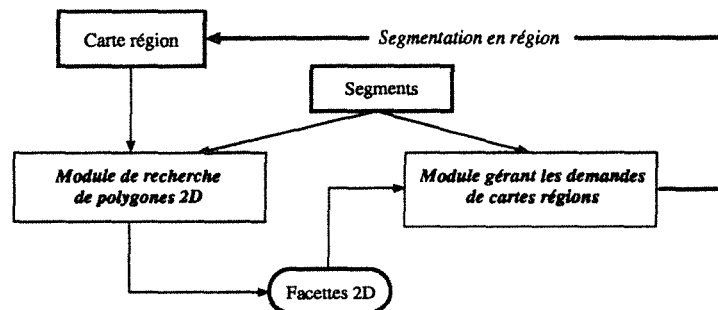 Carte région
Segmentation en région
Segments
Module de recherche
de polygones 2D
Module gérant les demandes
de cartes régions
Facettes 2D